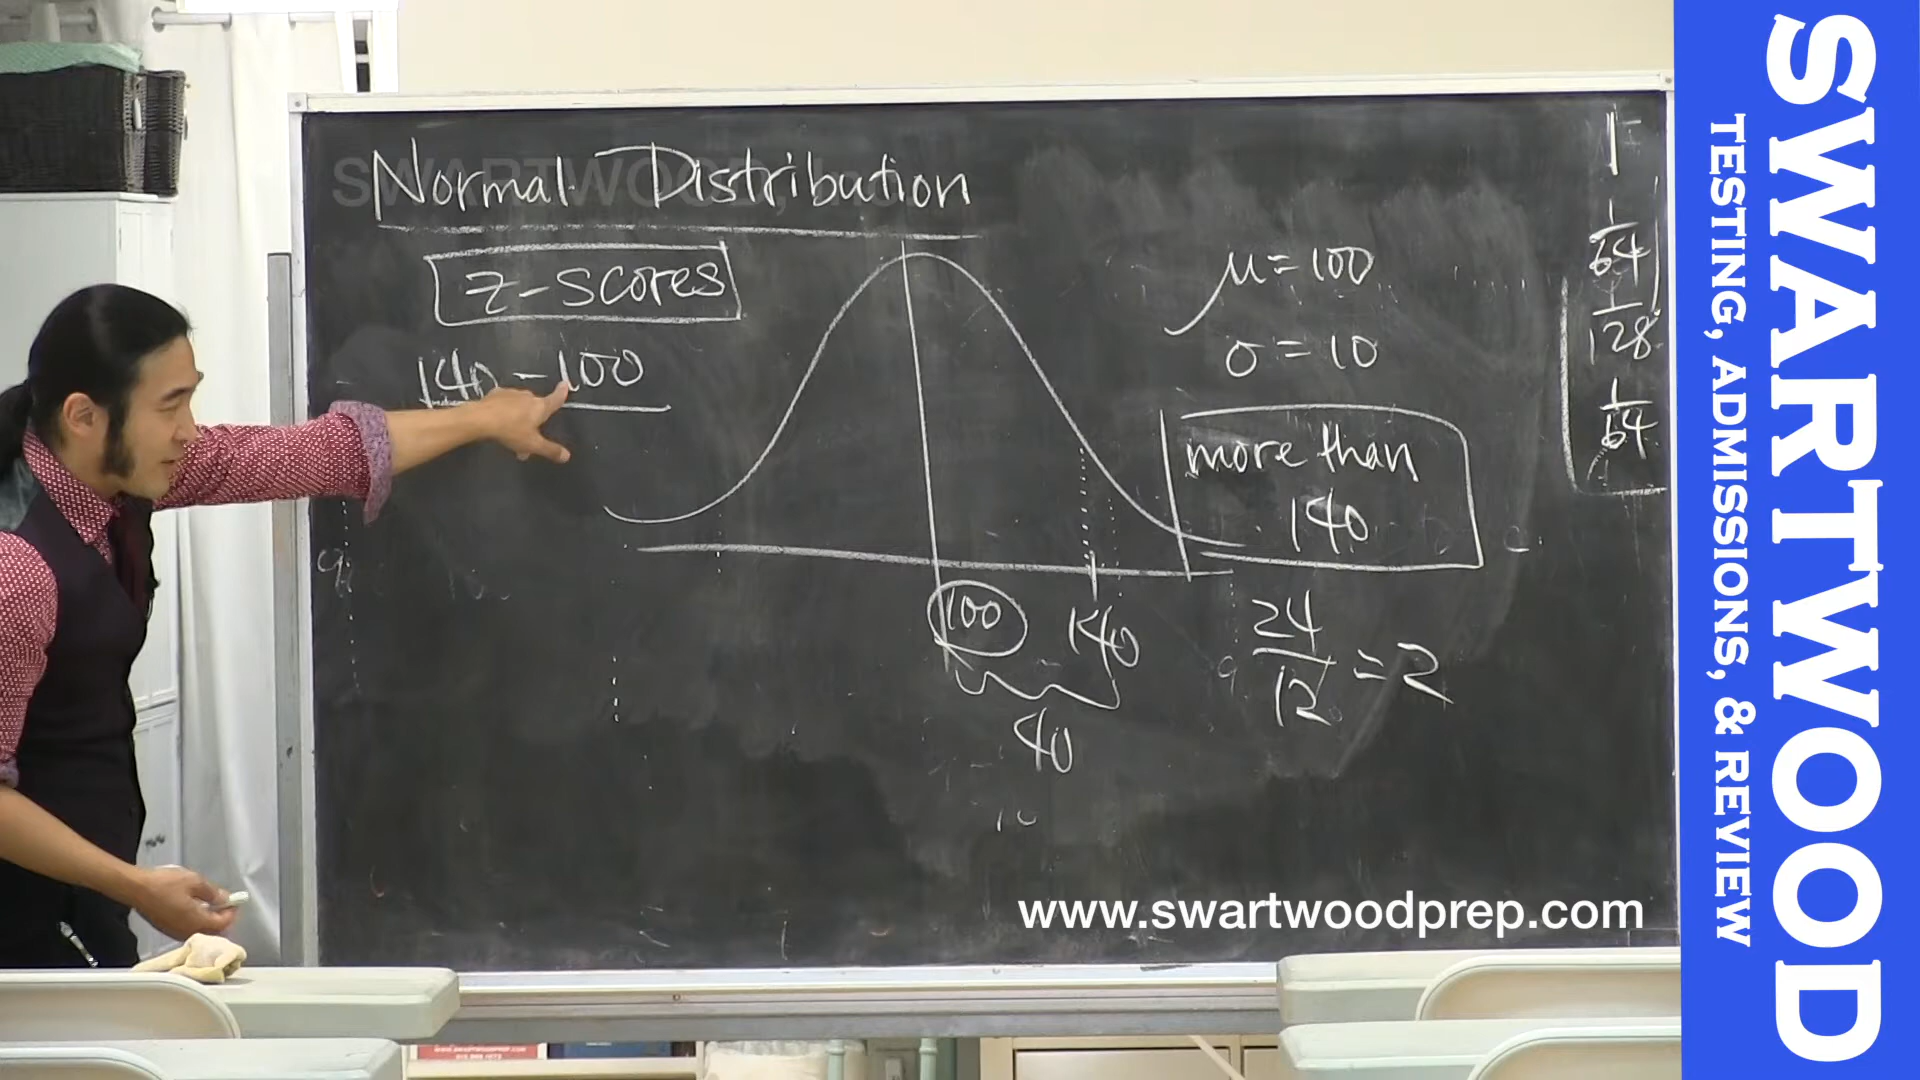 Normal Distribution
z-scores
140 - 100
μ = 100
σ = 10
more than
140
100
140
40
24
12
= 2
1
1
64
1
128
1
64
www.swartwoodprep.com
SWARTWOOD
TESTING, ADMISSIONS, & REVIEW